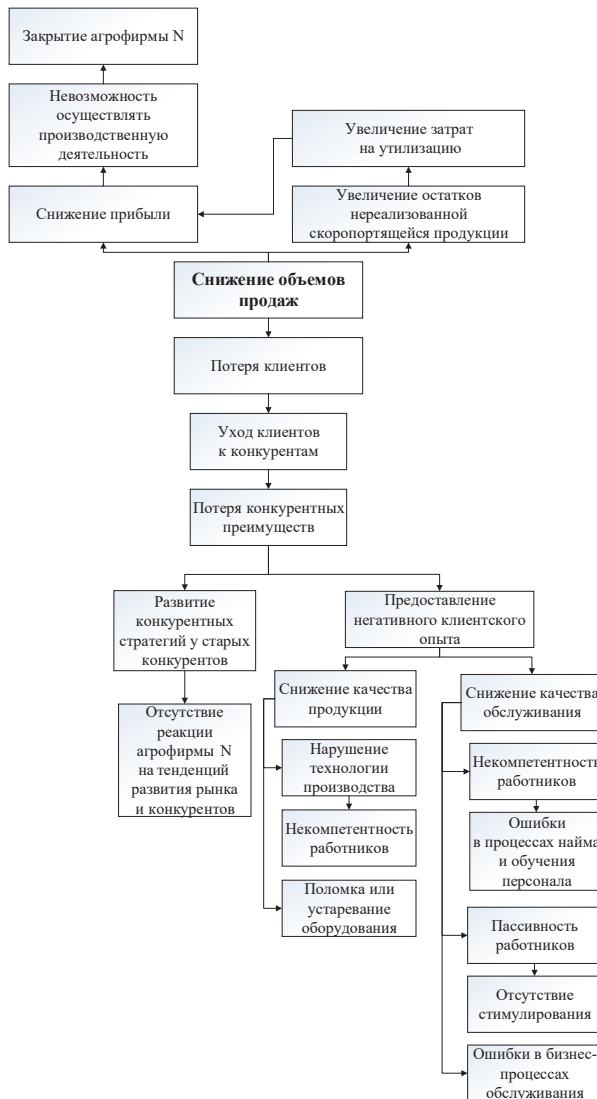 Закрытие агрофирмы N
Невозможность
осуществлять
производственную
деятельность
Увеличение затрат
на утилизацию
Снижение прибыли
Увеличение остатков
нереализованной
скоропортящейся продукции
Снижение объемов
продаж
Потеря клиентов
Уход клиентов
к конкурентам
Потеря конкурентных
преимуществ
Развитие
конкурентных
стратегий у старых
конкурентов
Предоставление
негативного клиентского
опыта
Отсутствие
реакции
агрофирмы N
на тенденций
развития рынка
и конкурентов
Снижение качества
продукции
Нарушение
технологии
производства
Некомпетентность
работников
Поломка или
устаревание
оборудования
Снижение качества
обслуживания
Некомпетентность
работников
Ошибки
в процессах найма
и обучения
персонала
Пассивность
работников
Отсутствие
стимулирования
Ошибки в бизнес-
процессах
обслуживания